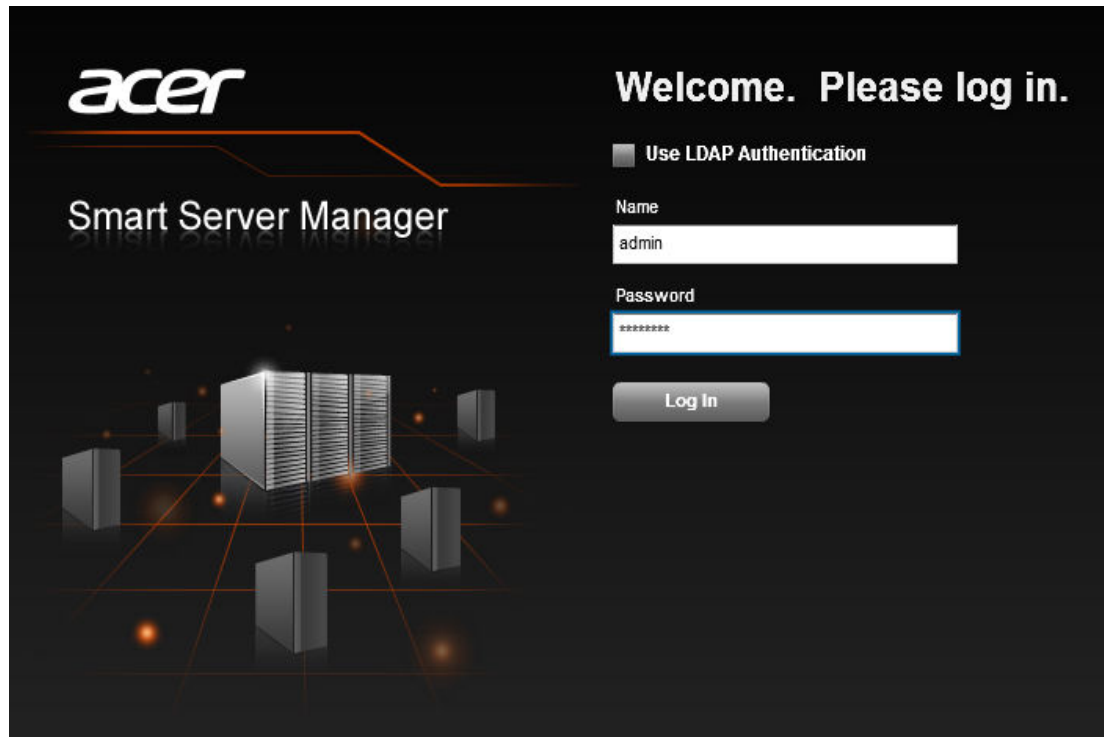 acer
Smart Server Manager
Welcome. Please log in.
Use LDAP Authentication
Name
admin
Password
********
Log In